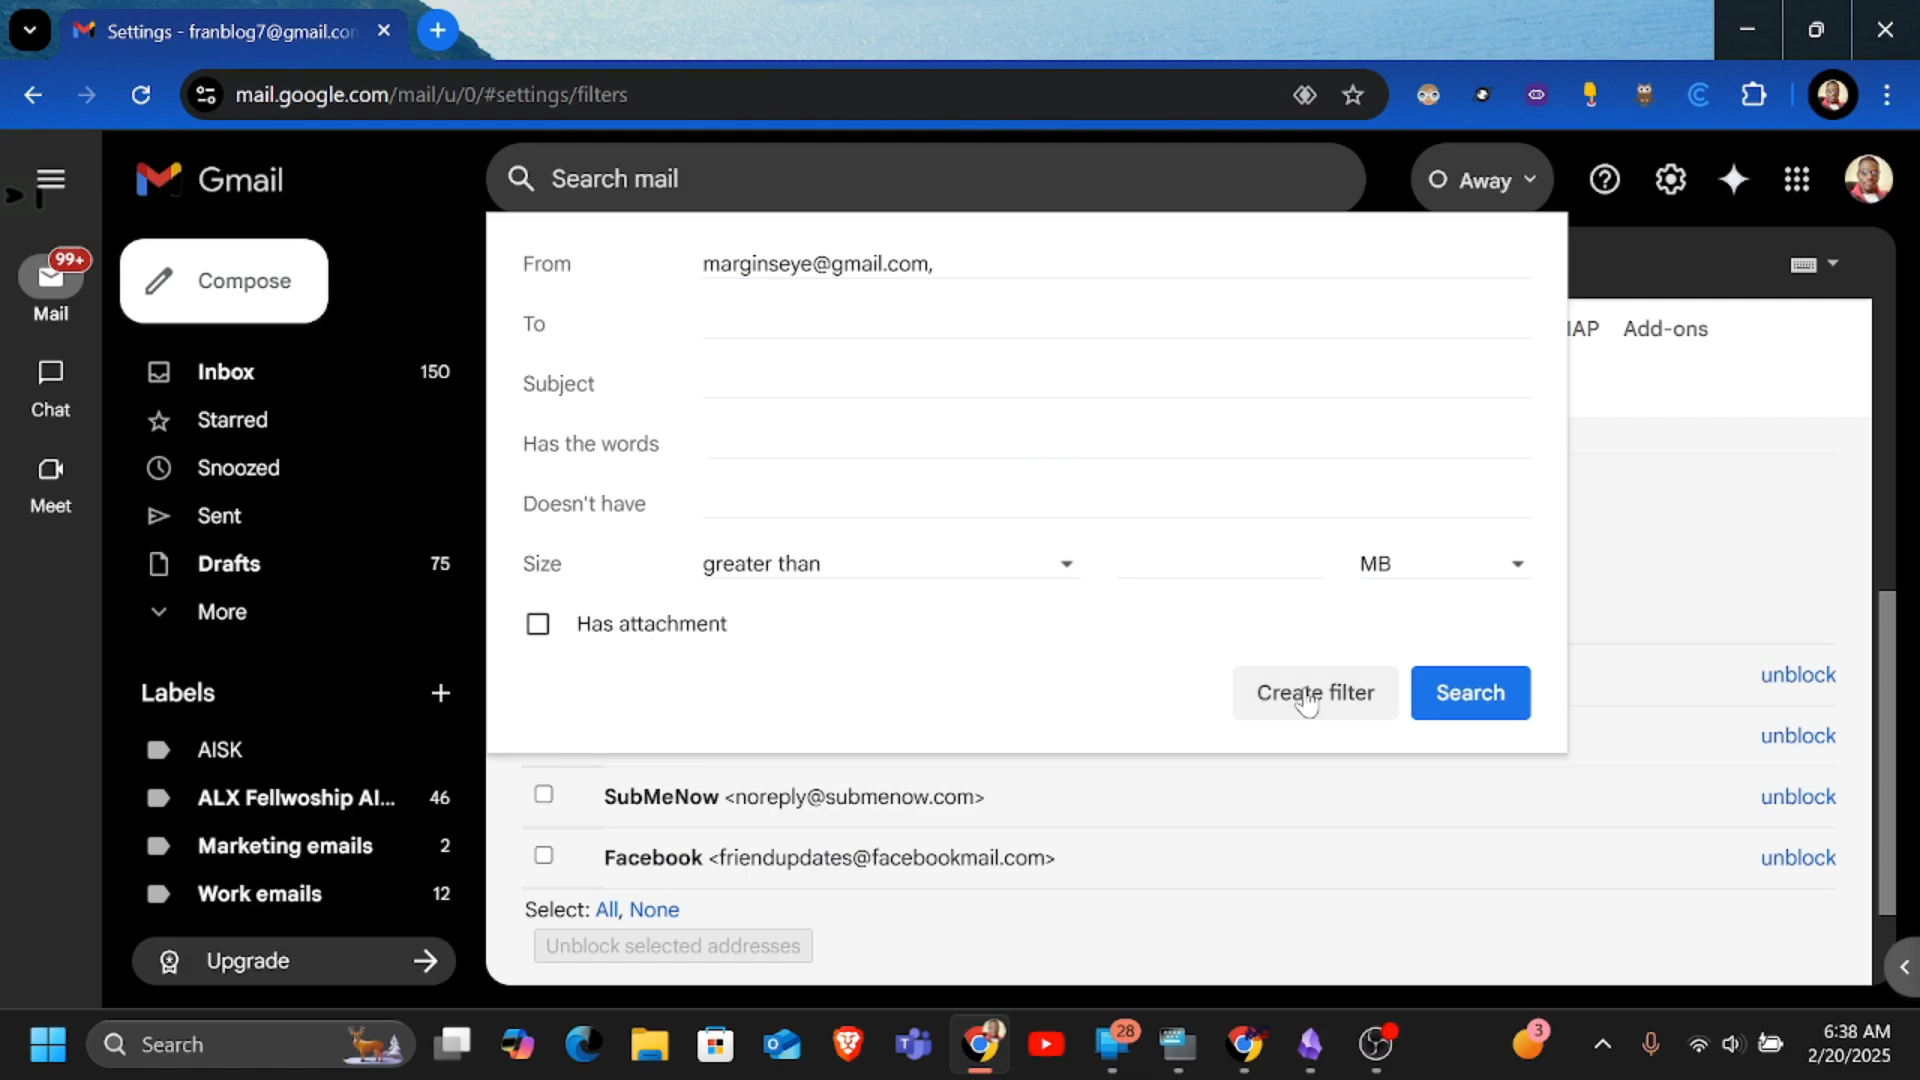 Settings - franblog7@gmail.con
mail.google.com/mail/u/0/#settings/filters
Gmail
Search mail
Away
99+
Mail
Chat
Meet
Compose
Inbox 150
Starred
Snoozed
Sent
Drafts 75
More
Labels
AISK
ALX Fellwoship AI... 46
Marketing emails 2
Work emails 12
Upgrade
From marginseye@gmail.com,
To
Subject
Has the words
Doesn't have
Size greater than MB
Has attachment
Create filter Search
IAP Add-ons
unblock
unblock
SubMeNow <noreply@submenow.com> unblock
Facebook <friendupdates@facebookmail.com> unblock
Select: All, None
Unblock selected addresses
Search
28
3
6:38 AM
2/20/2025